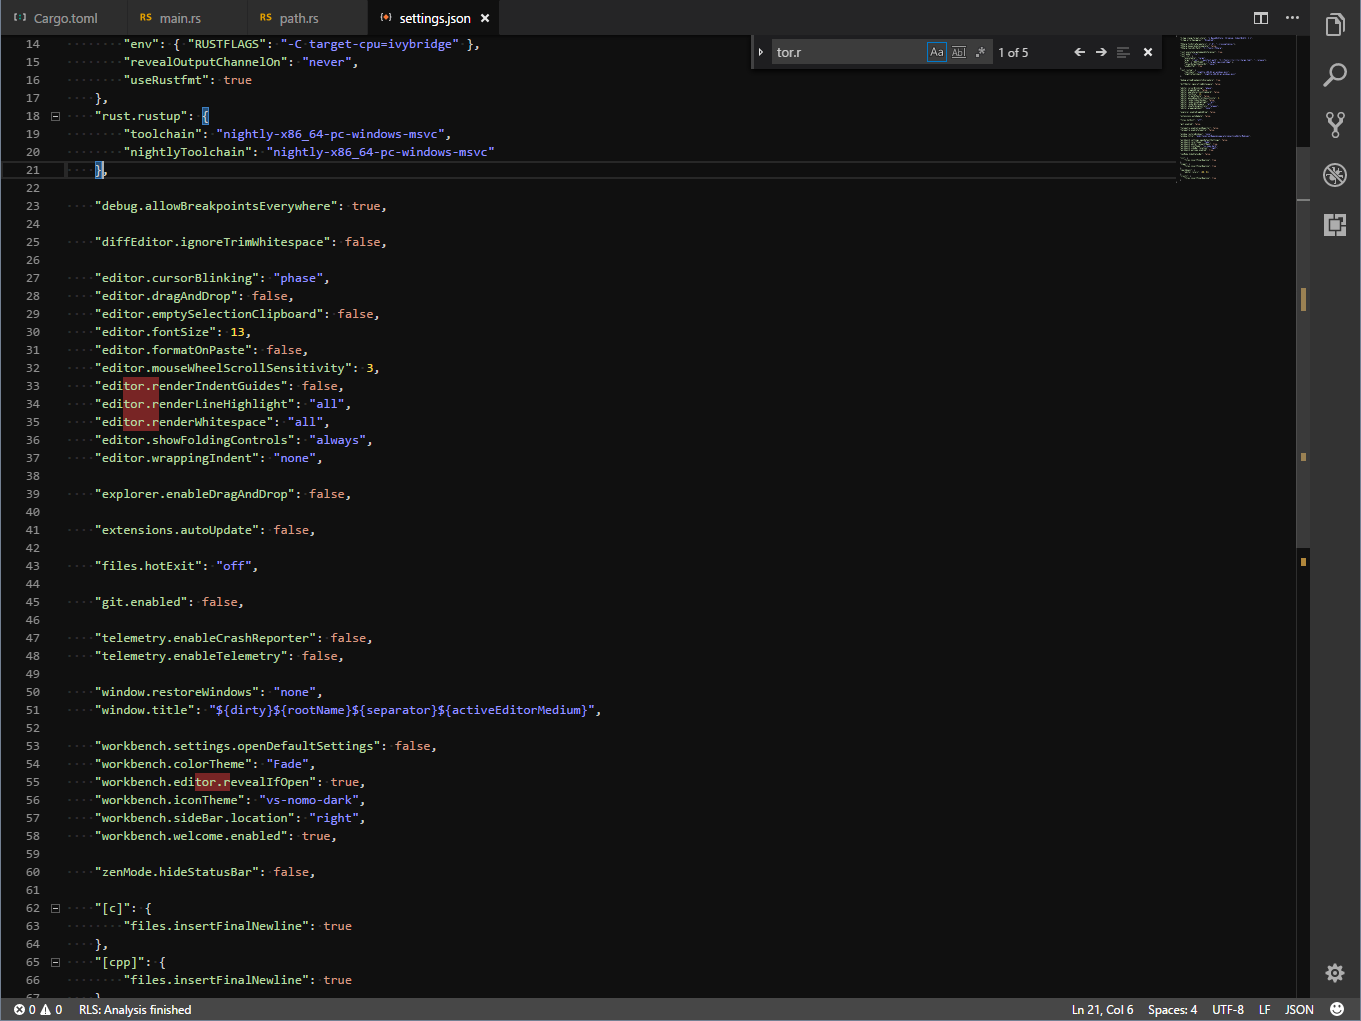 Cargo.toml main.rs path.rs settings.json
tor.r Aa Abl .* 1 of 5
14 "env": { "RUSTFLAGS": "-C target-cpu=ivybridge" },
15 "revealOutputChannelOn": "never",
16 "useRustfmt": true
17 },
18 "rust.rustup": {
19 "toolchain": "nightly-x86_64-pc-windows-msvc",
20 "nightlyToolchain": "nightly-x86_64-pc-windows-msvc"
21 },
22
23 "debug.allowBreakpointsEverywhere": true,
24
25 "diffEditor.ignoreTrimWhitespace": false,
26
27 "editor.cursorBlinking": "phase",
28 "editor.dragAndDrop": false,
29 "editor.emptySelectionClipboard": false,
30 "editor.fontSize": 13,
31 "editor.formatOnPaste": false,
32 "editor.mouseWheelScrollSensitivity": 3,
33 "editor.renderIndentGuides": false,
34 "editor.renderLineHighlight": "all",
35 "editor.renderWhitespace": "all",
36 "editor.showFoldingControls": "always",
37 "editor.wrappingIndent": "none",
38
39 "explorer.enableDragAndDrop": false,
40
41 "extensions.autoUpdate": false,
42
43 "files.hotExit": "off",
44
45 "git.enabled": false,
46
47 "telemetry.enableCrashReporter": false,
48 "telemetry.enableTelemetry": false,
49
50 "window.restoreWindows": "none",
51 "window.title": "${dirty}${rootName}${separator}${activeEditorMedium}",
52
53 "workbench.settings.openDefaultSettings": false,
54 "workbench.colorTheme": "Fade",
55 "workbench.editor.revealIfOpen": true,
56 "workbench.iconTheme": "vs-nomo-dark",
57 "workbench.sideBar.location": "right",
58 "workbench.welcome.enabled": true,
59
60 "zenMode.hideStatusBar": false,
61
62 "[c]": {
63 "files.insertFinalNewline": true
64 },
65 "[cpp]": {
66 "files.insertFinalNewline": true
67 }
0 0 RLS: Analysis finished Ln 21, Col 6 Spaces: 4 UTF-8 LF JSON